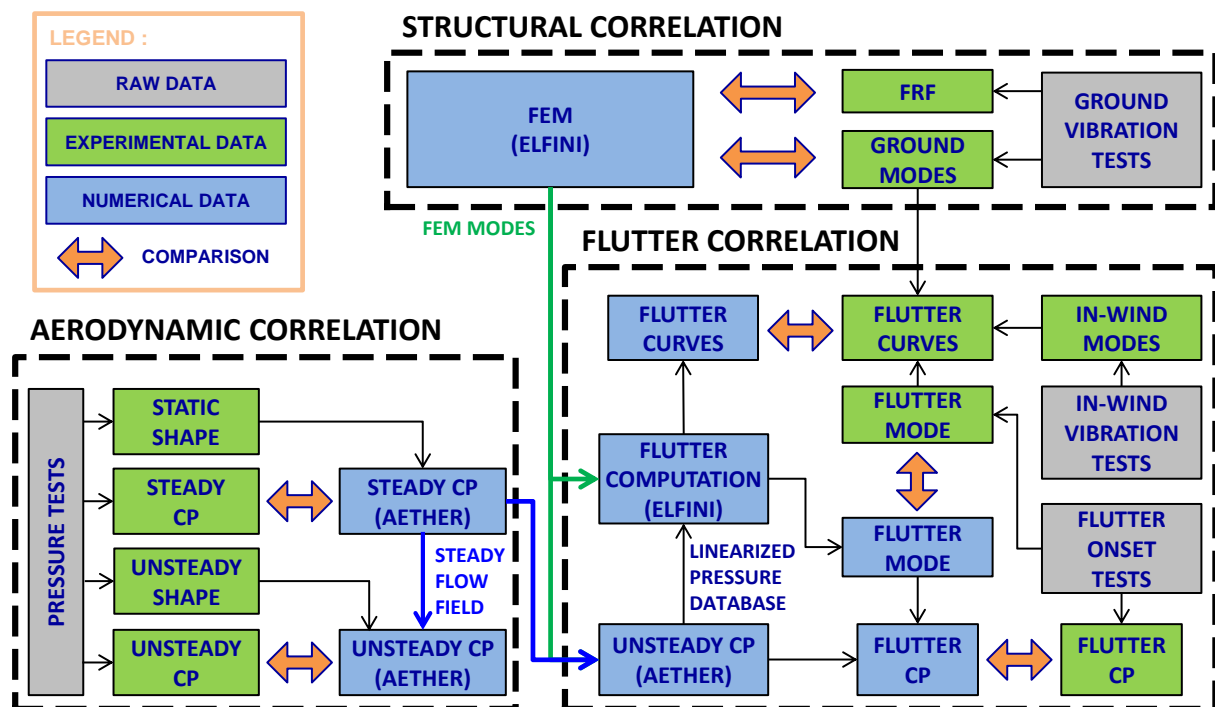 LEGEND :
RAW DATA
EXPERIMENTAL DATA
NUMERICAL DATA
COMPARISON
STRUCTURAL CORRELATION
FEM
(ELFINI)
FRF
GROUND
MODES
GROUND
VIBRATION
TESTS
FEM MODES
FLUTTER CORRELATION
FLUTTER
CURVES
FLUTTER
CURVES
IN-WIND
MODES
FLUTTER
MODE
IN-WIND
VIBRATION
TESTS
FLUTTER
COMPUTATION
(ELFINI)
FLUTTER
MODE
FLUTTER
ONSET
TESTS
LINEARIZED
PRESSURE
DATABASE
UNSTEADY CP
(AETHER)
FLUTTER
CP
FLUTTER
CP
AERODYNAMIC CORRELATION
PRESSURE TESTS
STATIC
SHAPE
STEADY
CP
STEADY CP
(AETHER)
UNSTEADY
SHAPE
STEADY
FLOW
FIELD
UNSTEADY
CP
UNSTEADY CP
(AETHER)